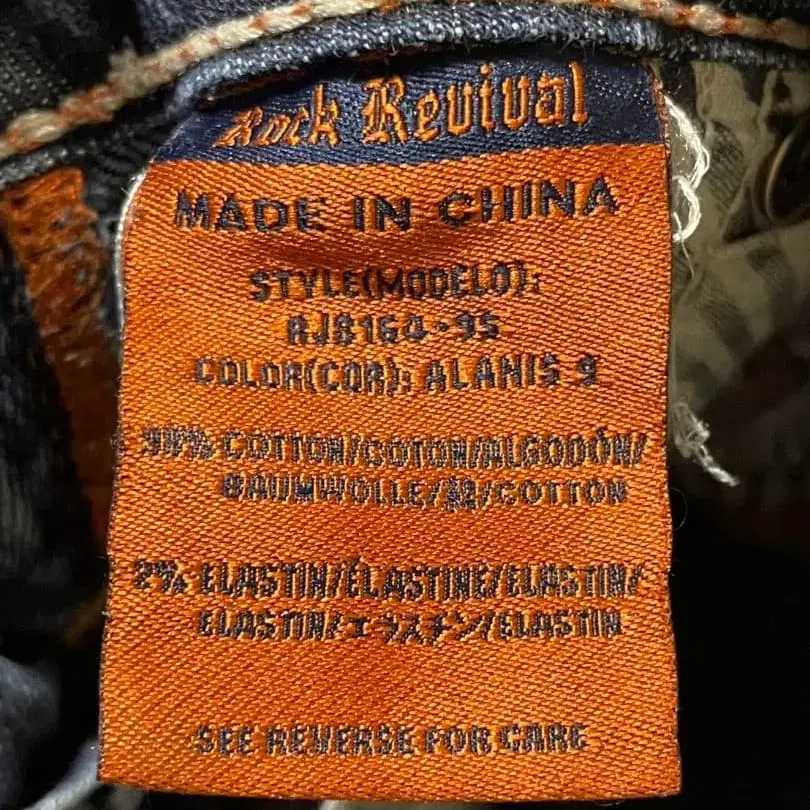 Rock Revival
MADE IN CHINA
STYLE(MODELO):
RJ8164-9S
COLOR(COR): ALANIS 9
98% COTTON/COTON/ALGODÓN/
BAUMWOLLE/綿/COTTON
2% ELASTIN/ÉLASTINE/ELASTIN/
ELASTIN/エラスチン/ELASTIN
SEE REVERSE FOR CARE